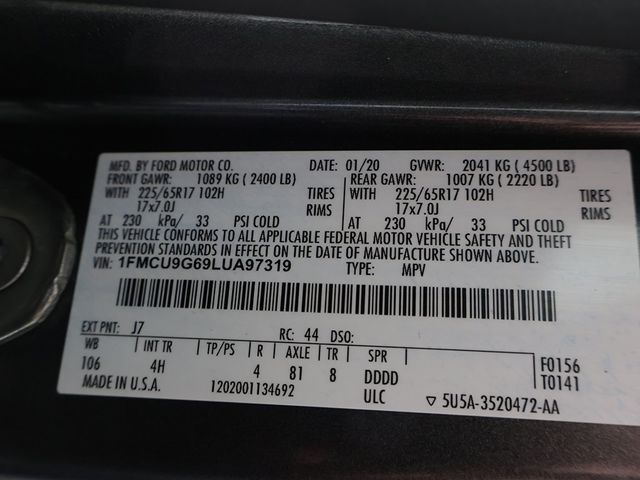 MFD. BY FORD MOTOR CO. DATE: 01/20 GVWR: 2041 KG ( 4500 LB)
FRONT GAWR: 1089 KG ( 2400 LB) REAR GAWR: 1007 KG ( 2220 LB)
WITH 225/65R17 102H TIRES WITH 225/65R17 102H TIRES
17x7.0J RIMS 17x7.0J RIMS
AT 230 kPa/ 33 PSI COLD AT 230 kPa/ 33 PSI COLD
THIS VEHICLE CONFORMS TO ALL APPLICABLE FEDERAL MOTOR VEHICLE SAFETY AND THEFT
PREVENTION STANDARDS IN EFFECT ON THE DATE OF MANUFACTURE SHOWN ABOVE.
VIN: 1FMCU9G69LUA97319 TYPE: MPV
EXT PNT: J7 RC: 44 DSO:
WB INT TR TP/PS R AXLE TR SPR
106 4H 4 81 8 DDDD F0156
MADE IN U.S.A. 1202001134692 ULC T0141
▽ 5U5A-3520472-AA